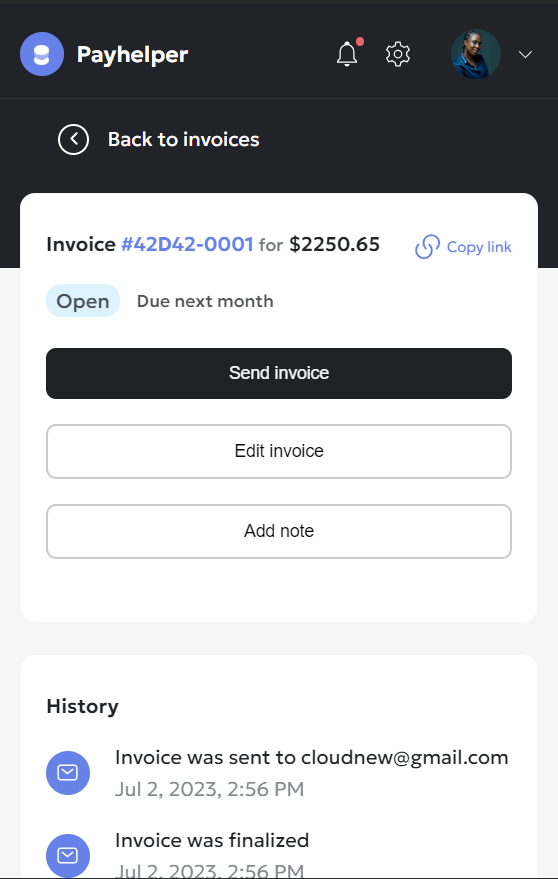 Payhelper
Back to invoices
Invoice #42D42-0001 for $2250.65
Copy link
Open
Due next month
Send invoice
Edit invoice
Add note
History
Invoice was sent to cloudnew@gmail.com
Jul 2, 2023, 2:56 PM
Invoice was finalized
Jul 2, 2023, 2:56 PM